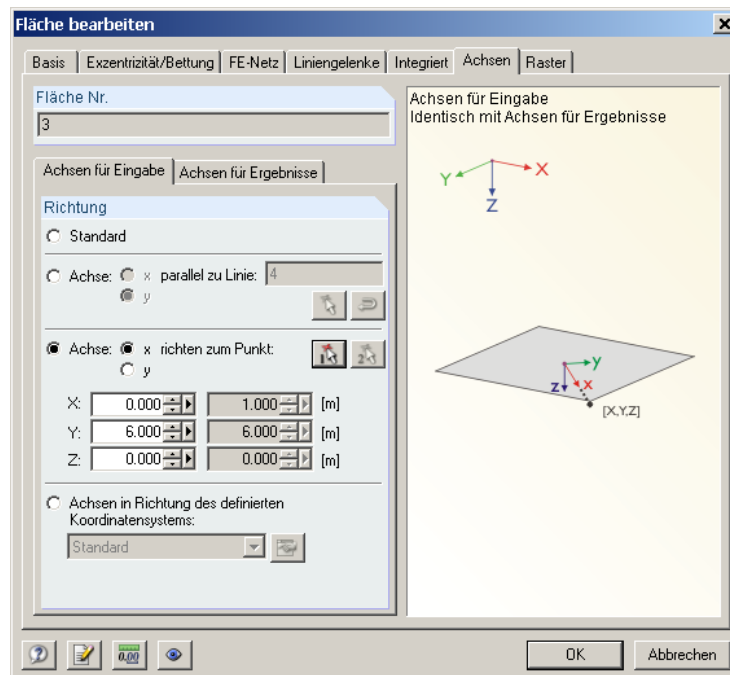 Fläche bearbeiten
Basis Exzentrizität/Bettung FE-Netz Liniengelenke Integriert Achsen Raster
Fläche Nr.
3
Achsen für Eingabe Achsen für Ergebnisse
Richtung
Standard
Achse: x parallel zu Linie: 4
y
Achse: x richten zum Punkt: 1 2
y
X: 0.000 1.000 [m]
Y: 6.000 6.000 [m]
Z: 0.000 0.000 [m]
Achsen in Richtung des definierten
Koordinatensystems:
Standard
Achsen für Eingabe
Identisch mit Achsen für Ergebnisse
Y X
Z
y
z x
[X,Y,Z]
? 0.00 OK Abbrechen